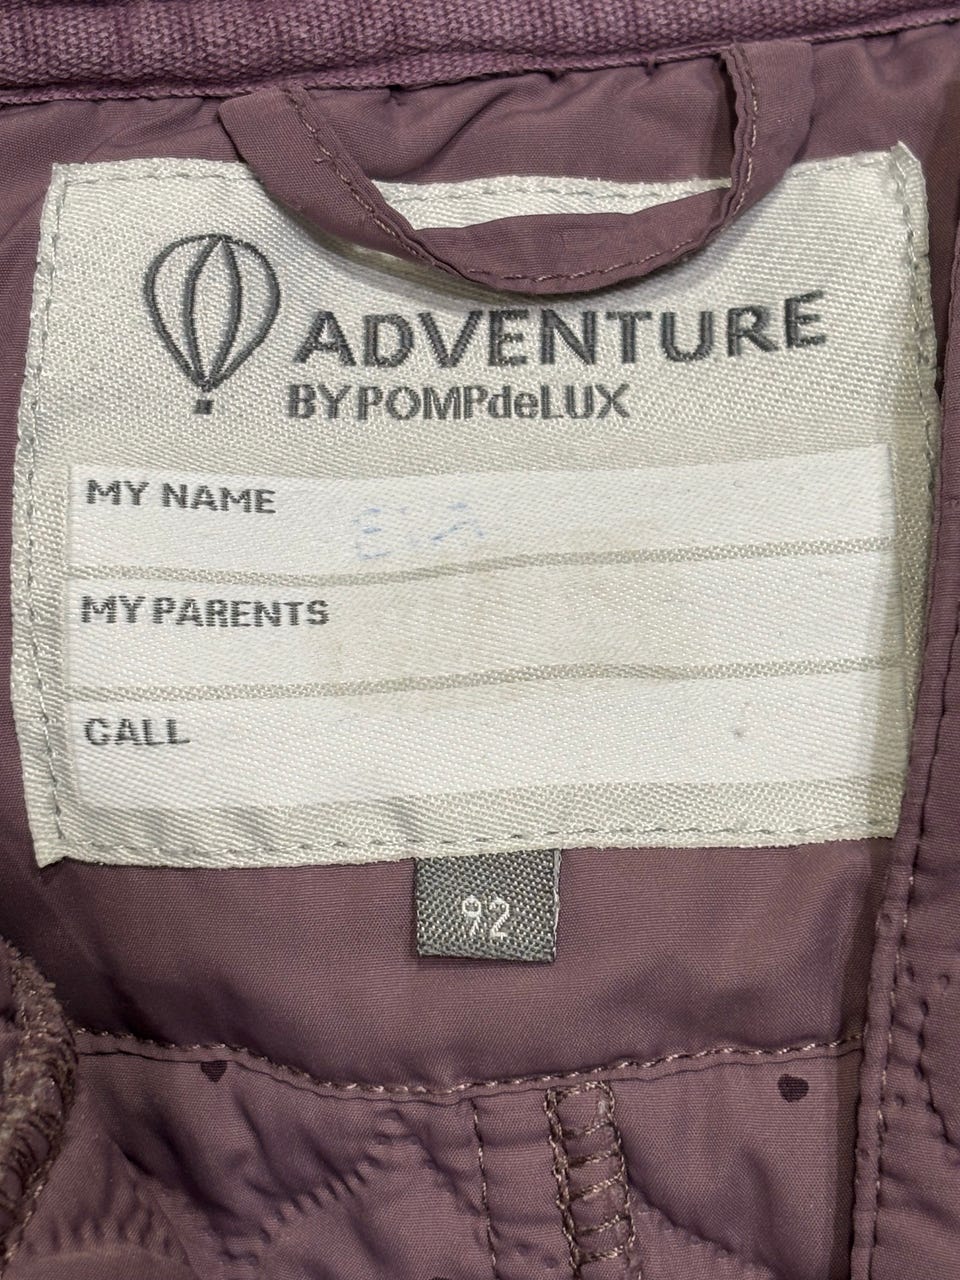 ADVENTURE
BY POMPdeLUX
MY NAME
MY PARENTS
CALL
92